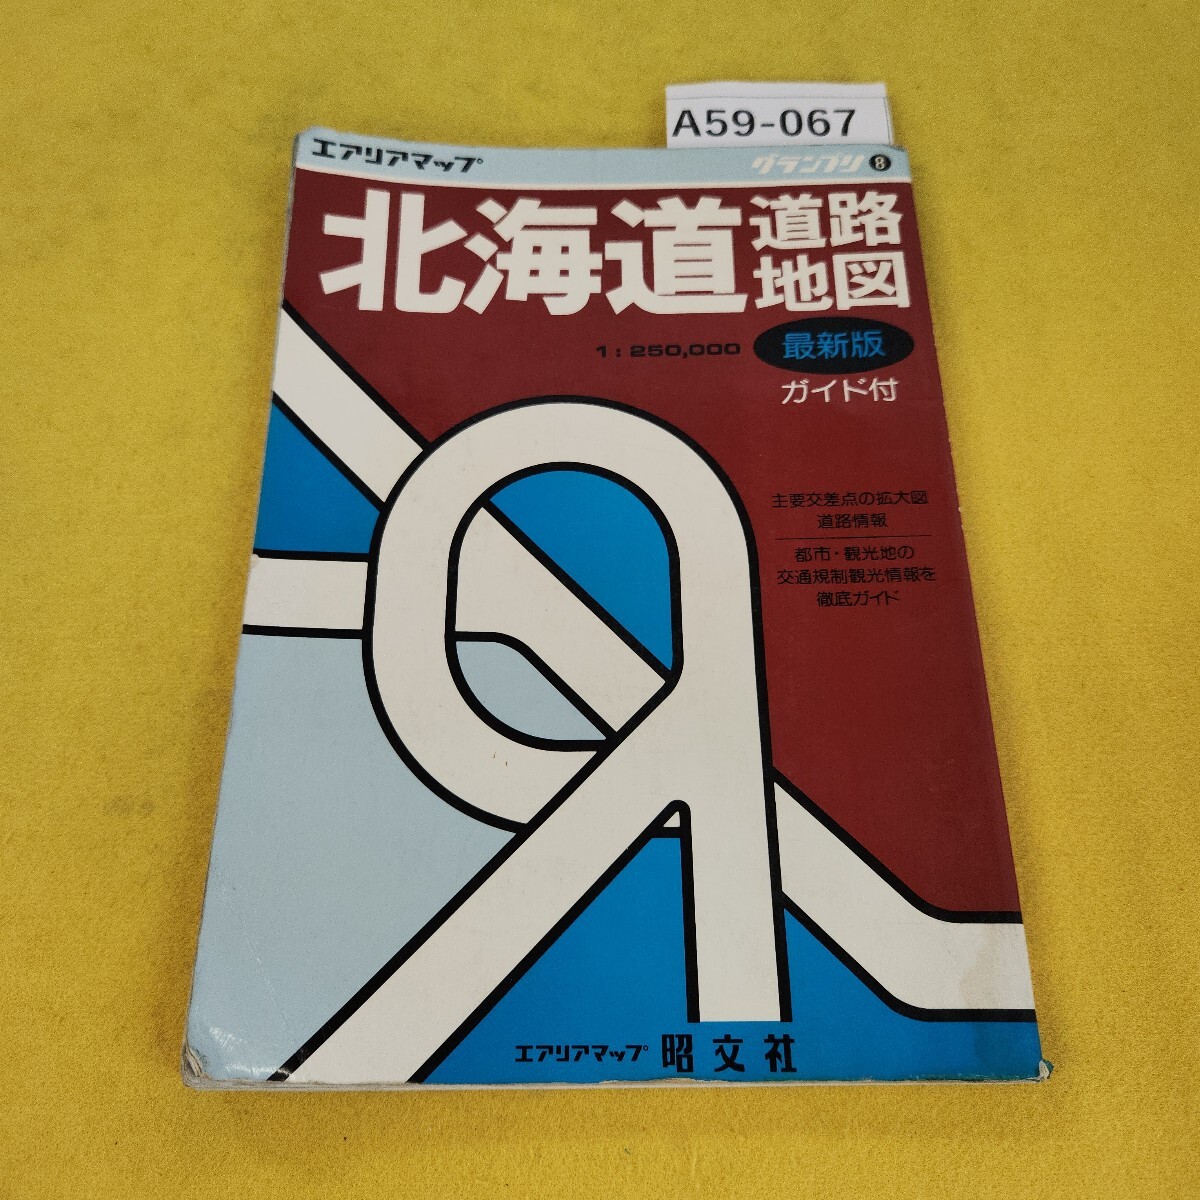 A59-067
エアリアマップ
グランプリ8
北海道道路地図
1:250,000
最新版
ガイド付
主要交差点の拡大図
道路情報
都市・観光地の
交通規制観光情報を
徹底ガイド
エアリアマップ 昭文社